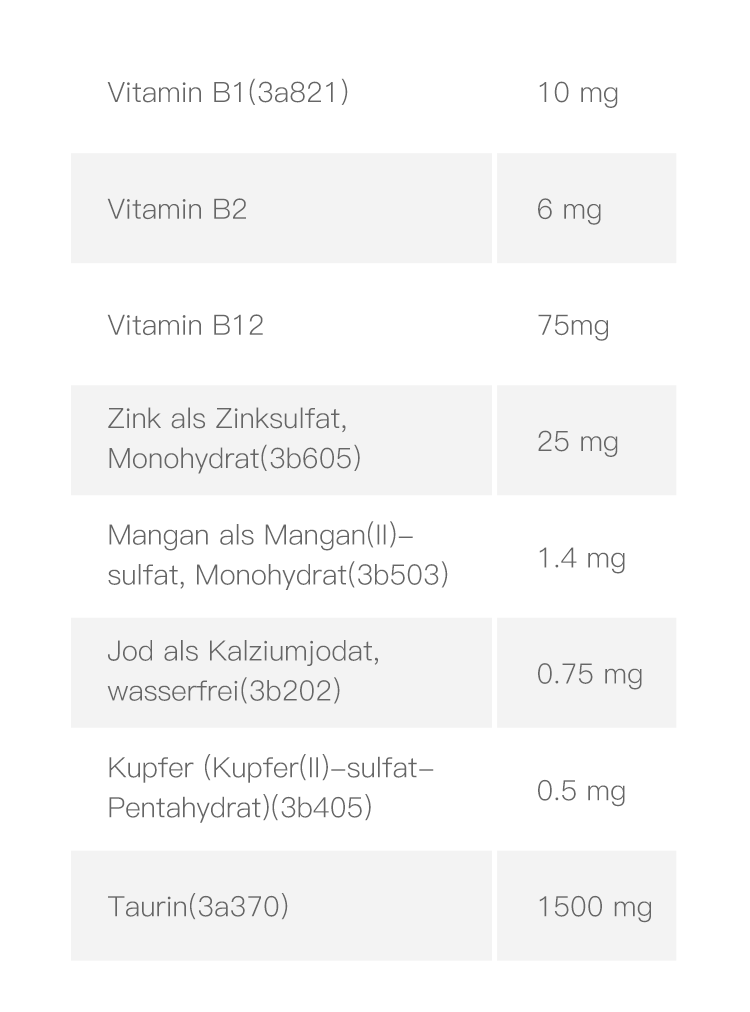 Vitamin B1(3a821) 10 mg
Vitamin B2 6 mg
Vitamin B12 75mg
Zink als Zinksulfat,
Monohydrat(3b605) 25 mg
Mangan als Mangan(II)–
sulfat, Monohydrat(3b503) 1.4 mg
Jod als Kalziumjodat,
wasserfrei(3b202) 0.75 mg
Kupfer (Kupfer(II)–sulfat–
Pentahydrat)(3b405) 0.5 mg
Taurin(3a370) 1500 mg